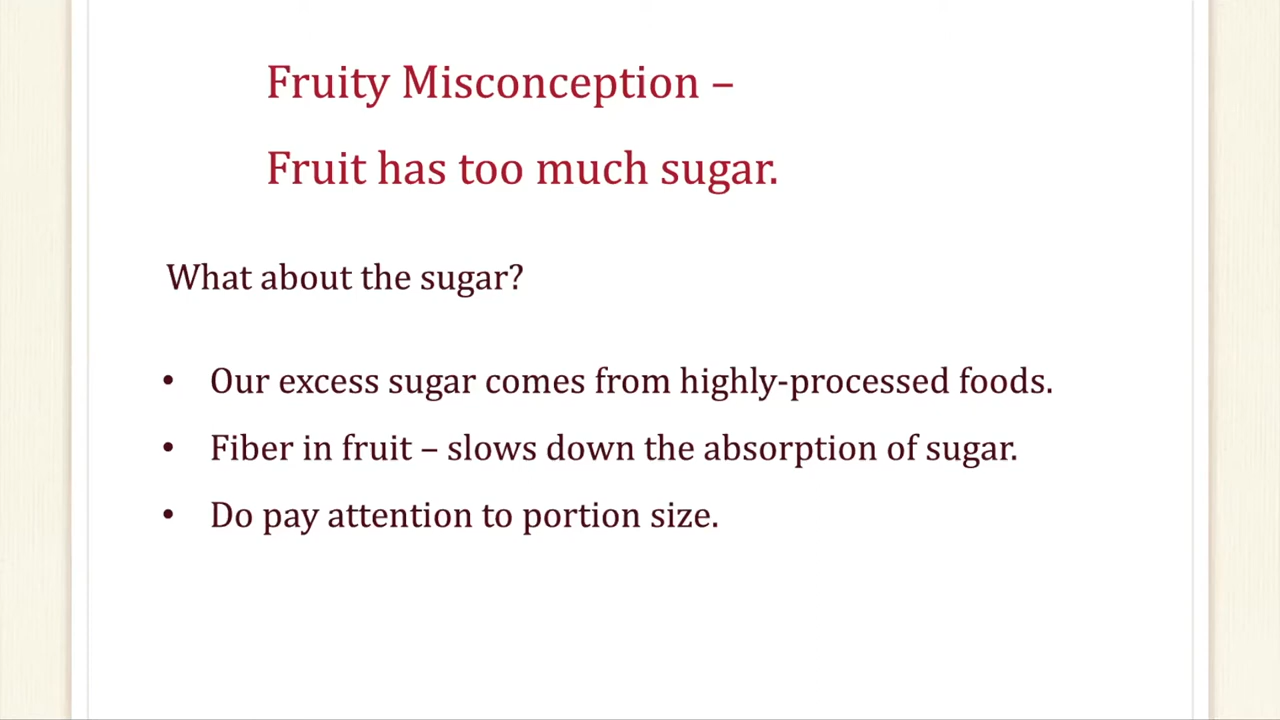 Fruity Misconception –
Fruit has too much sugar.
What about the sugar?
• Our excess sugar comes from highly-processed foods.
• Fiber in fruit – slows down the absorption of sugar.
• Do pay attention to portion size.